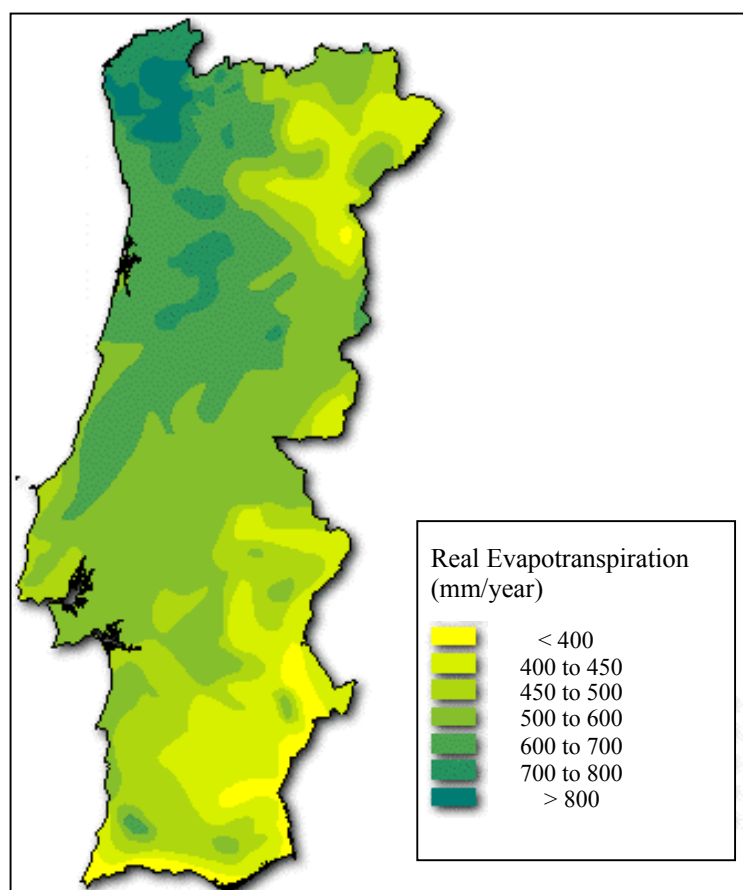 Real Evapotranspiration
(mm/year)
< 400
400 to 450
450 to 500
500 to 600
600 to 700
700 to 800
> 800